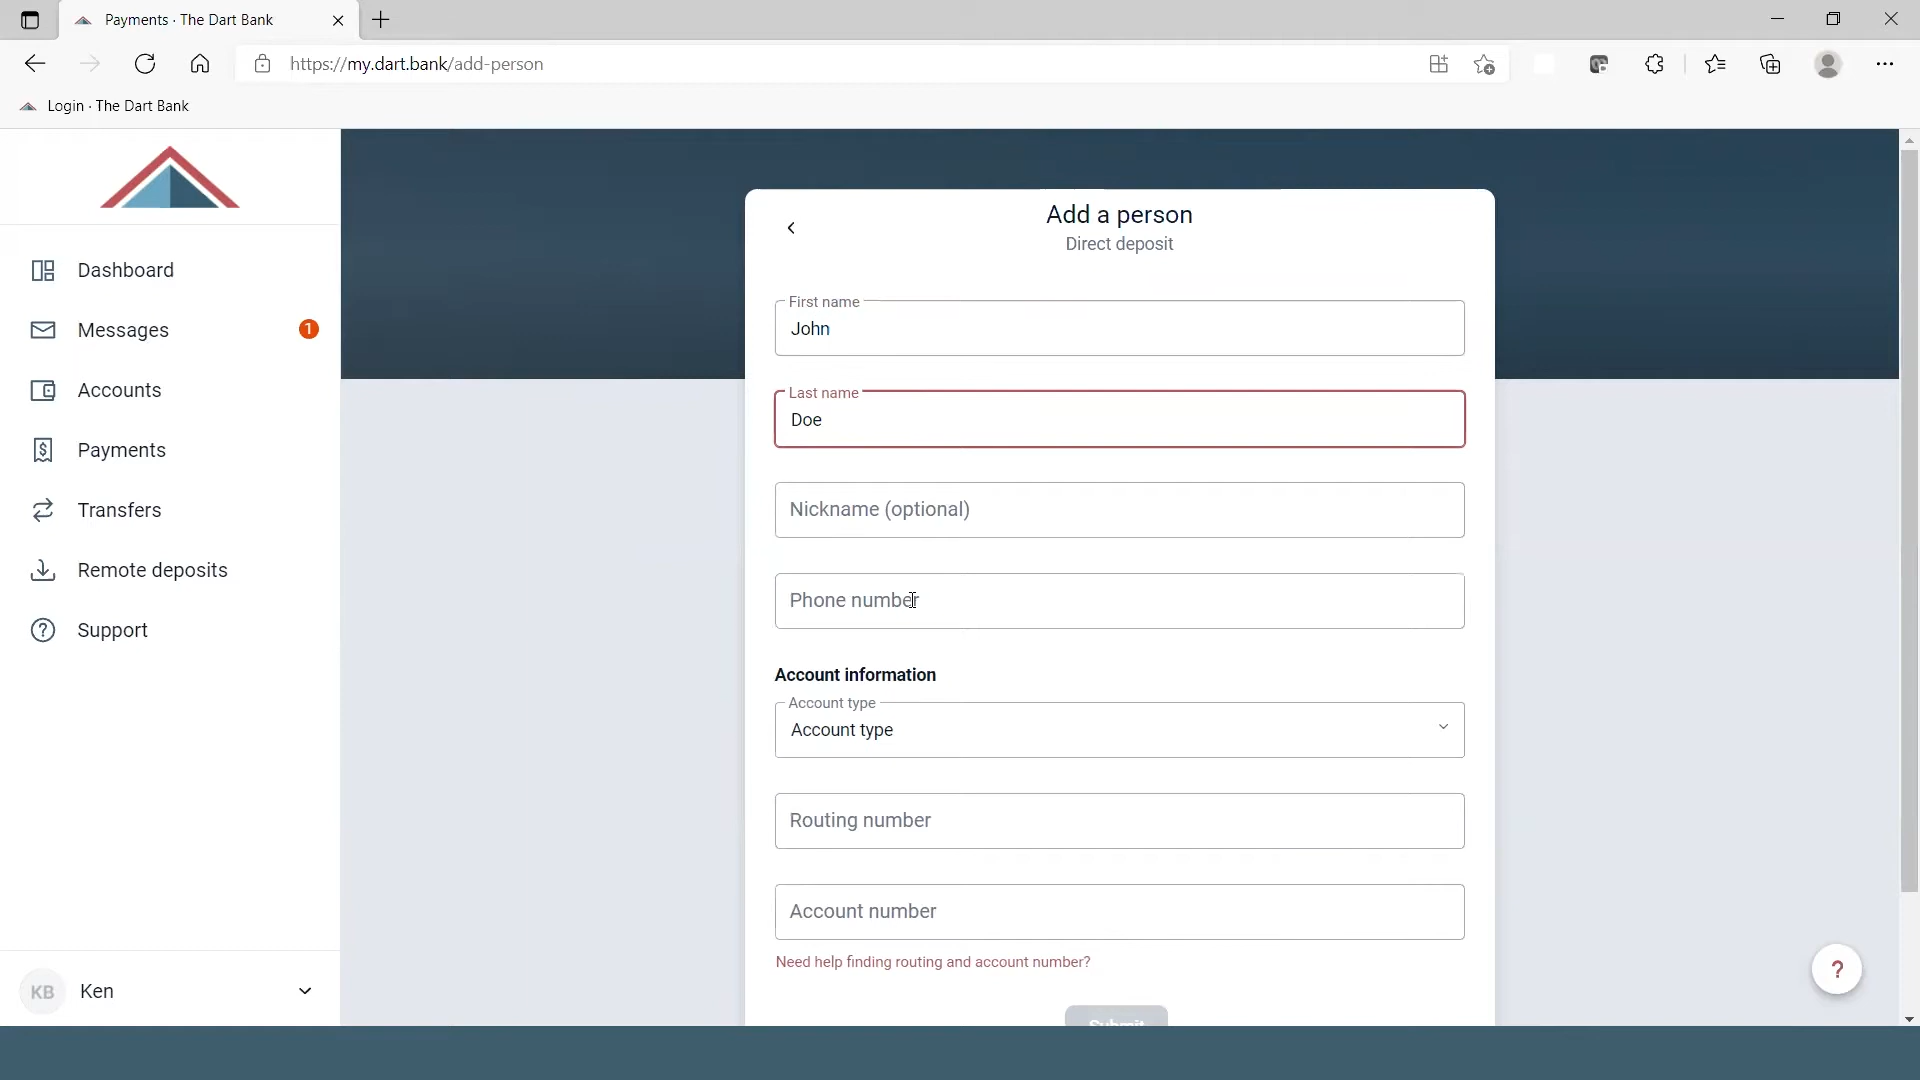 Payments · The Dart Bank
https://my.dart.bank/add-person
Login · The Dart Bank
Dashboard
Messages
1
Accounts
Payments
Transfers
Remote deposits
Support
KB
Ken
Add a person
Direct deposit
First name
John
Last name
Doe
Nickname (optional)
Phone number
Account information
Account type
Account type
Routing number
Account number
Need help finding routing and account number?
Submit
?